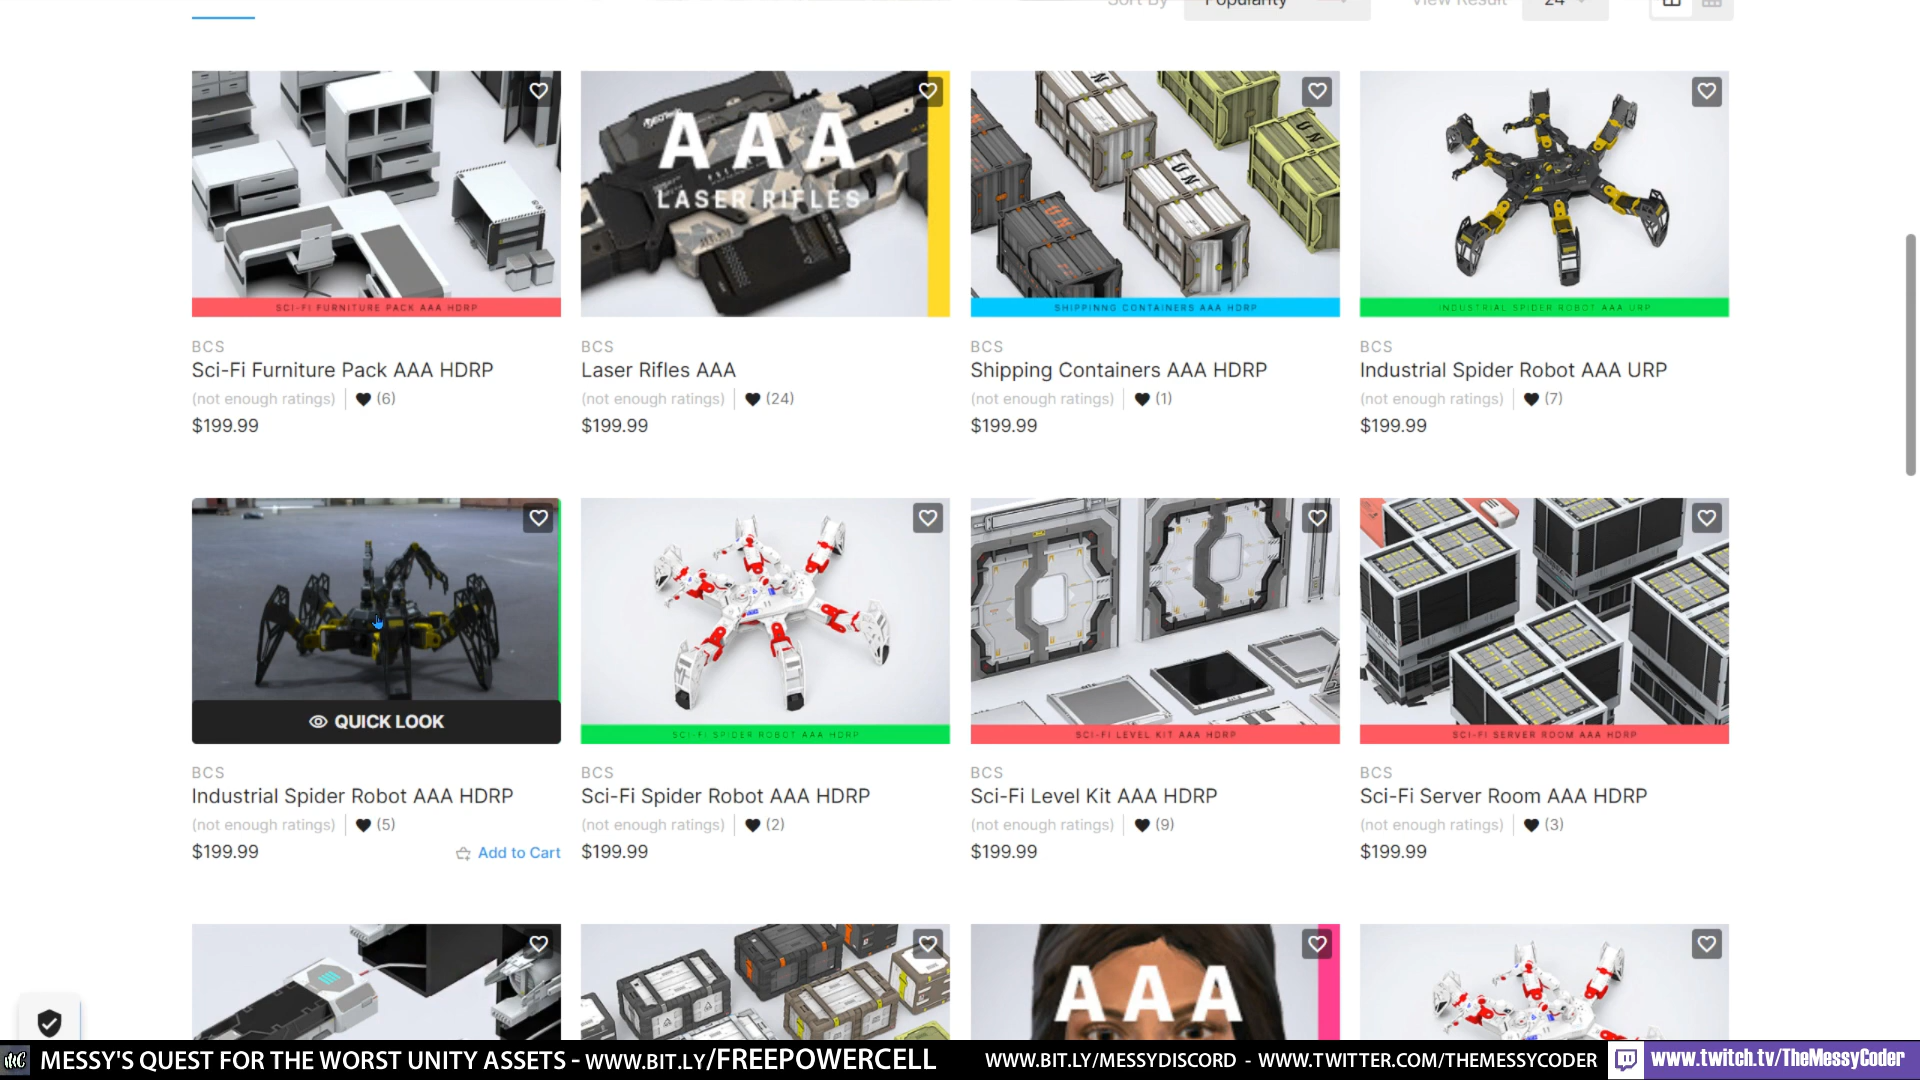 Sort By
Popularity
View Result
24
AAA
LASER RIFLES
UN
UN
UN
UN
SCI-FI FURNITURE PACK AAA HDRP
SHIPPINNG CONTAINERS AAA HDRP
INDUSTRIAL SPIDER ROBOT AAA URP
BCS
Sci-Fi Furniture Pack AAA HDRP
(not enough ratings) (6)
$199.99
BCS
Laser Rifles AAA
(not enough ratings) (24)
$199.99
BCS
Shipping Containers AAA HDRP
(not enough ratings) (1)
$199.99
BCS
Industrial Spider Robot AAA URP
(not enough ratings) (7)
$199.99
QUICK LOOK
SCI-FI SPIDER ROBOT AAA HDRP
SCI-FI LEVEL KIT AAA HDRP
SCI-FI SERVER ROOM AAA HDRP
BCS
Industrial Spider Robot AAA HDRP
(not enough ratings) (5)
$199.99
Add to Cart
BCS
Sci-Fi Spider Robot AAA HDRP
(not enough ratings) (2)
$199.99
BCS
Sci-Fi Level Kit AAA HDRP
(not enough ratings) (9)
$199.99
BCS
Sci-Fi Server Room AAA HDRP
(not enough ratings) (3)
$199.99
AAA
MESSY'S QUEST FOR THE WORST UNITY ASSETS - WWW.BIT.LY/FREEPOWERCELL
WWW.BIT.LY/MESSYDISCORD - WWW.TWITTER.COM/THEMESSYCODER
www.twitch.tv/TheMessyCoder